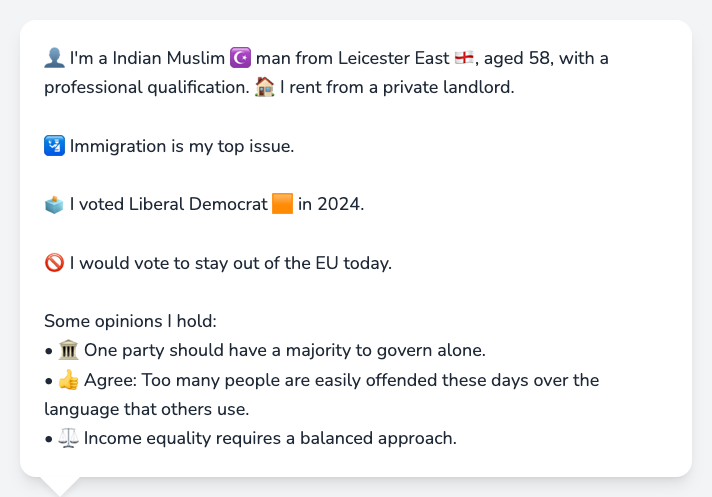 👤 I'm a Indian Muslim ☪️ man from Leicester East 🏴󠁧󠁢󠁥󠁮󠁧󠁿, aged 58, with a
professional qualification. 🏠 I rent from a private landlord.
🛂 Immigration is my top issue.
🗳️ I voted Liberal Democrat 🟧 in 2024.
🚫 I would vote to stay out of the EU today.
Some opinions I hold:
• 🏛️ One party should have a majority to govern alone.
• 👍 Agree: Too many people are easily offended these days over the
language that others use.
• ⚖️ Income equality requires a balanced approach.